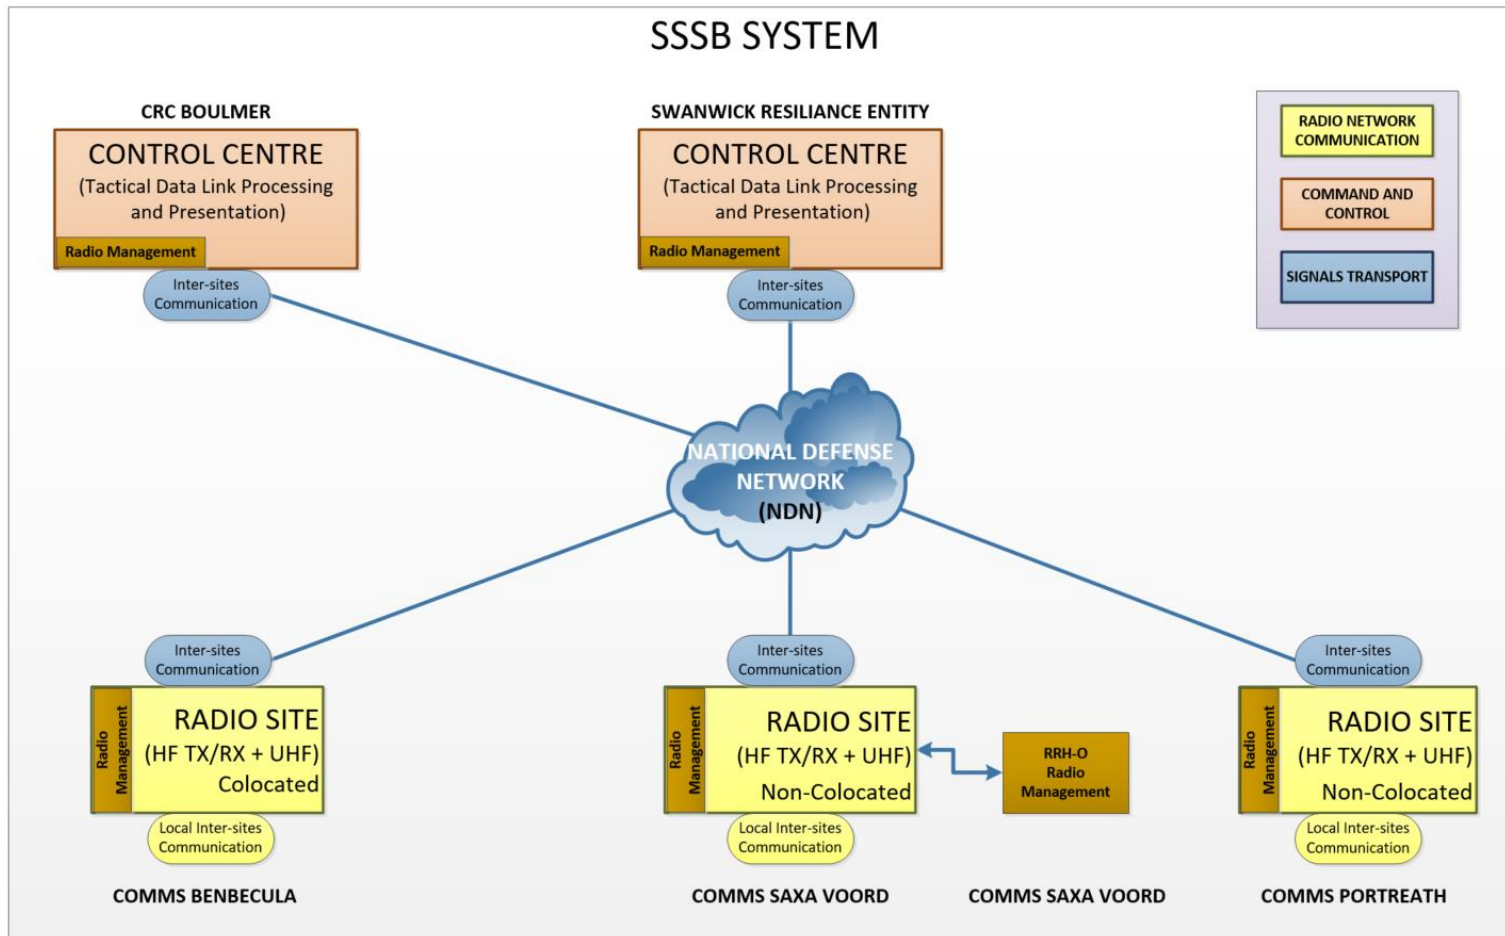 SSSB SYSTEM
CRC BOULMER
CONTROL CENTRE
(Tactical Data Link Processing
and Presentation)
Radio Management
Inter-sites
Communication
SWANWICK RESILIANCE ENTITY
CONTROL CENTRE
(Tactical Data Link Processing
and Presentation)
Radio Management
Inter-sites
Communication
RADIO NETWORK
COMMUNICATION
COMMAND AND
CONTROL
SIGNALS TRANSPORT
NATIONAL DEFENSE
NETWORK
(NDN)
Inter-sites
Communication
Radio
Management
RADIO SITE
(HF TX/RX + UHF)
Colocated
Local Inter-sites
Communication
COMMS BENBECULA
Inter-sites
Communication
Radio
Management
RADIO SITE
(HF TX/RX + UHF)
Non-Colocated
Local Inter-sites
Communication
COMMS SAXA VOORD
RRH-O
Radio
Management
COMMS SAXA VOORD
Inter-sites
Communication
Radio
Management
RADIO SITE
(HF TX/RX + UHF)
Non-Colocated
Local Inter-sites
Communication
COMMS PORTREATH